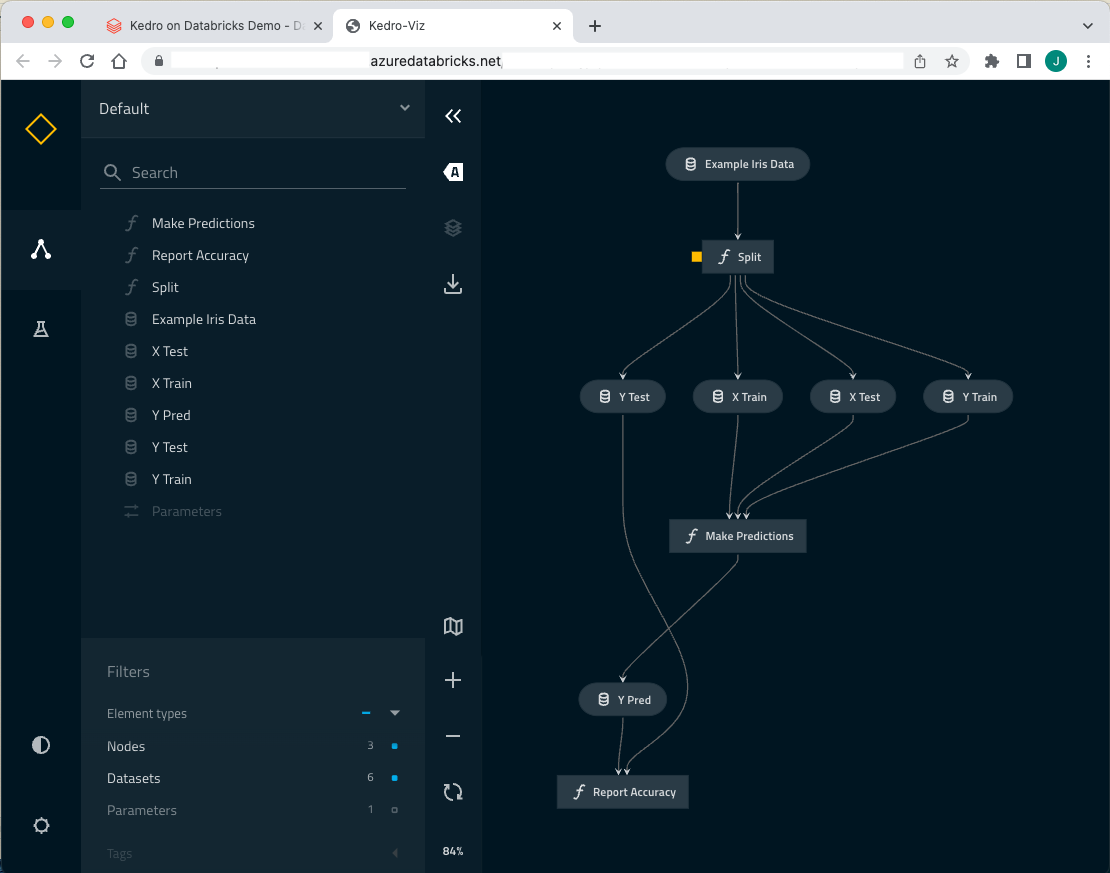 Kedro on Databricks Demo - Da
Kedro-Viz
azuredatabricks.net
J
Default
Search
Make Predictions
Report Accuracy
Split
Example Iris Data
X Test
X Train
Y Pred
Y Test
Y Train
Parameters
Filters
Element types
Nodes 3
Datasets 6
Parameters 1
Tags
A
84%
Example Iris Data
Split
Y Test
X Train
X Test
Y Train
Make Predictions
Y Pred
Report Accuracy